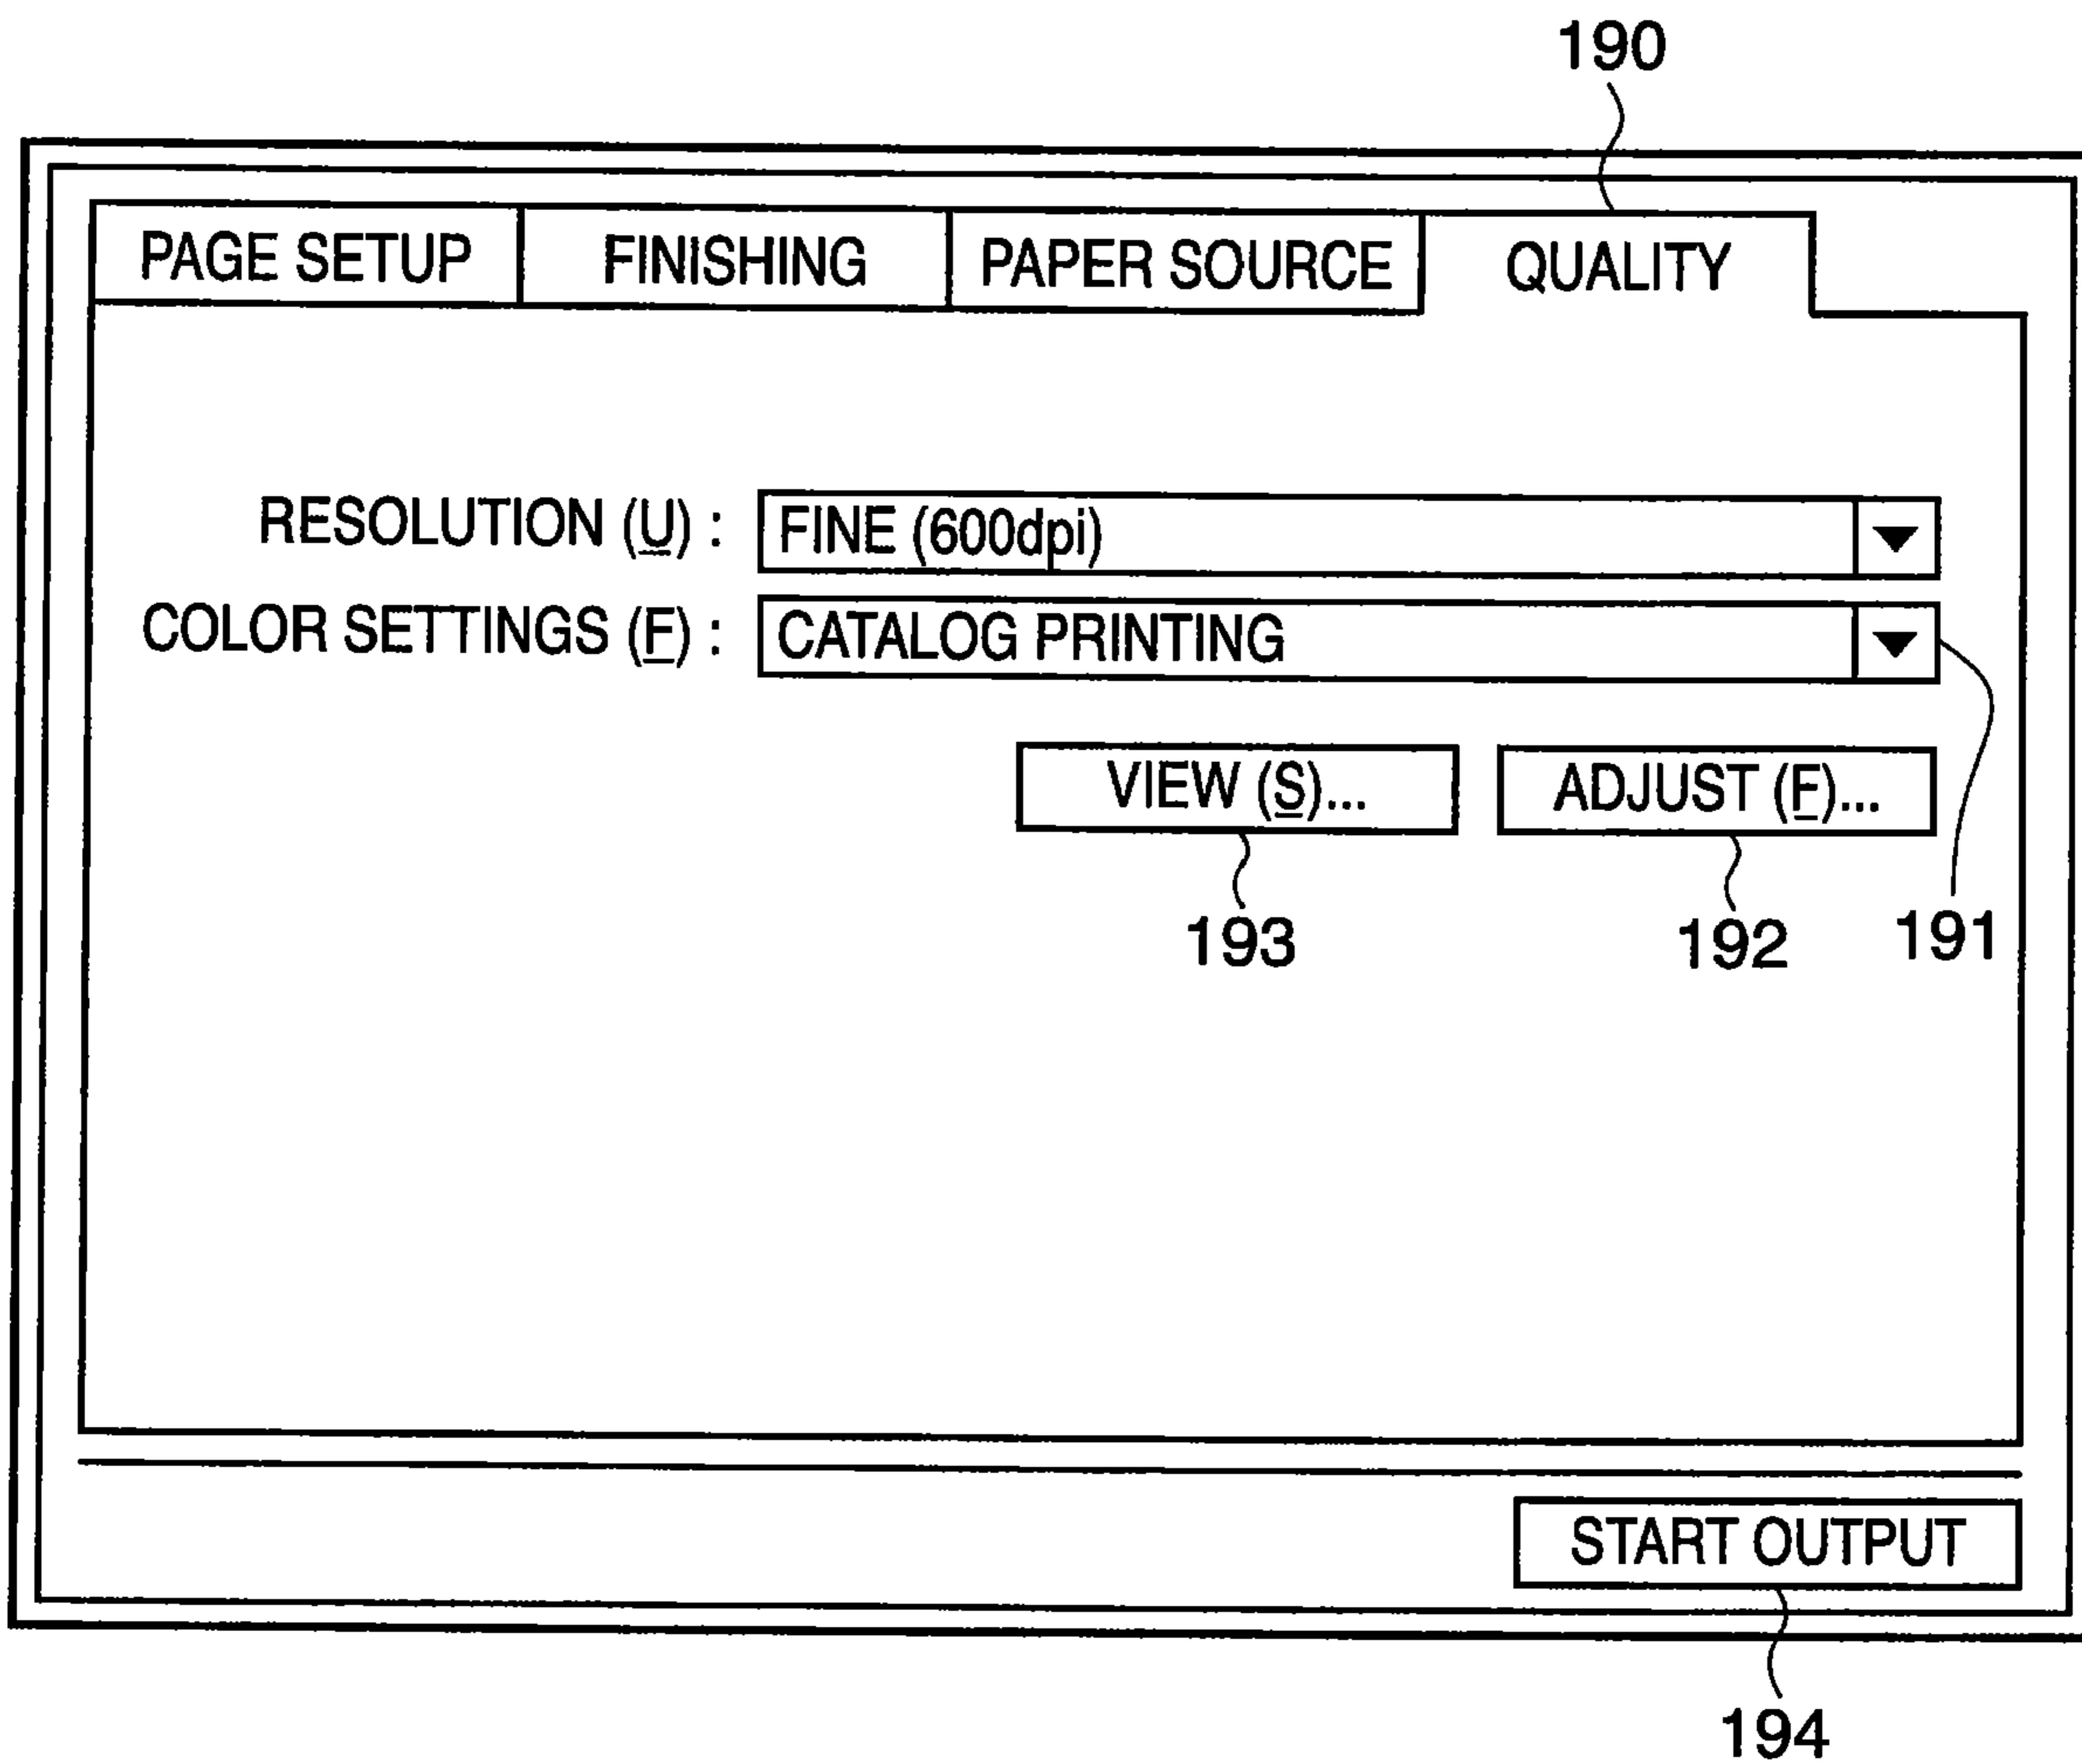 190
PAGE SETUP FINISHING PAPER SOURCE QUALITY
RESOLUTION (U) : FINE (600dpi)
COLOR SETTINGS (F) : CATALOG PRINTING
VIEW (S)... ADJUST (F)...
193 192 191
START OUTPUT
194